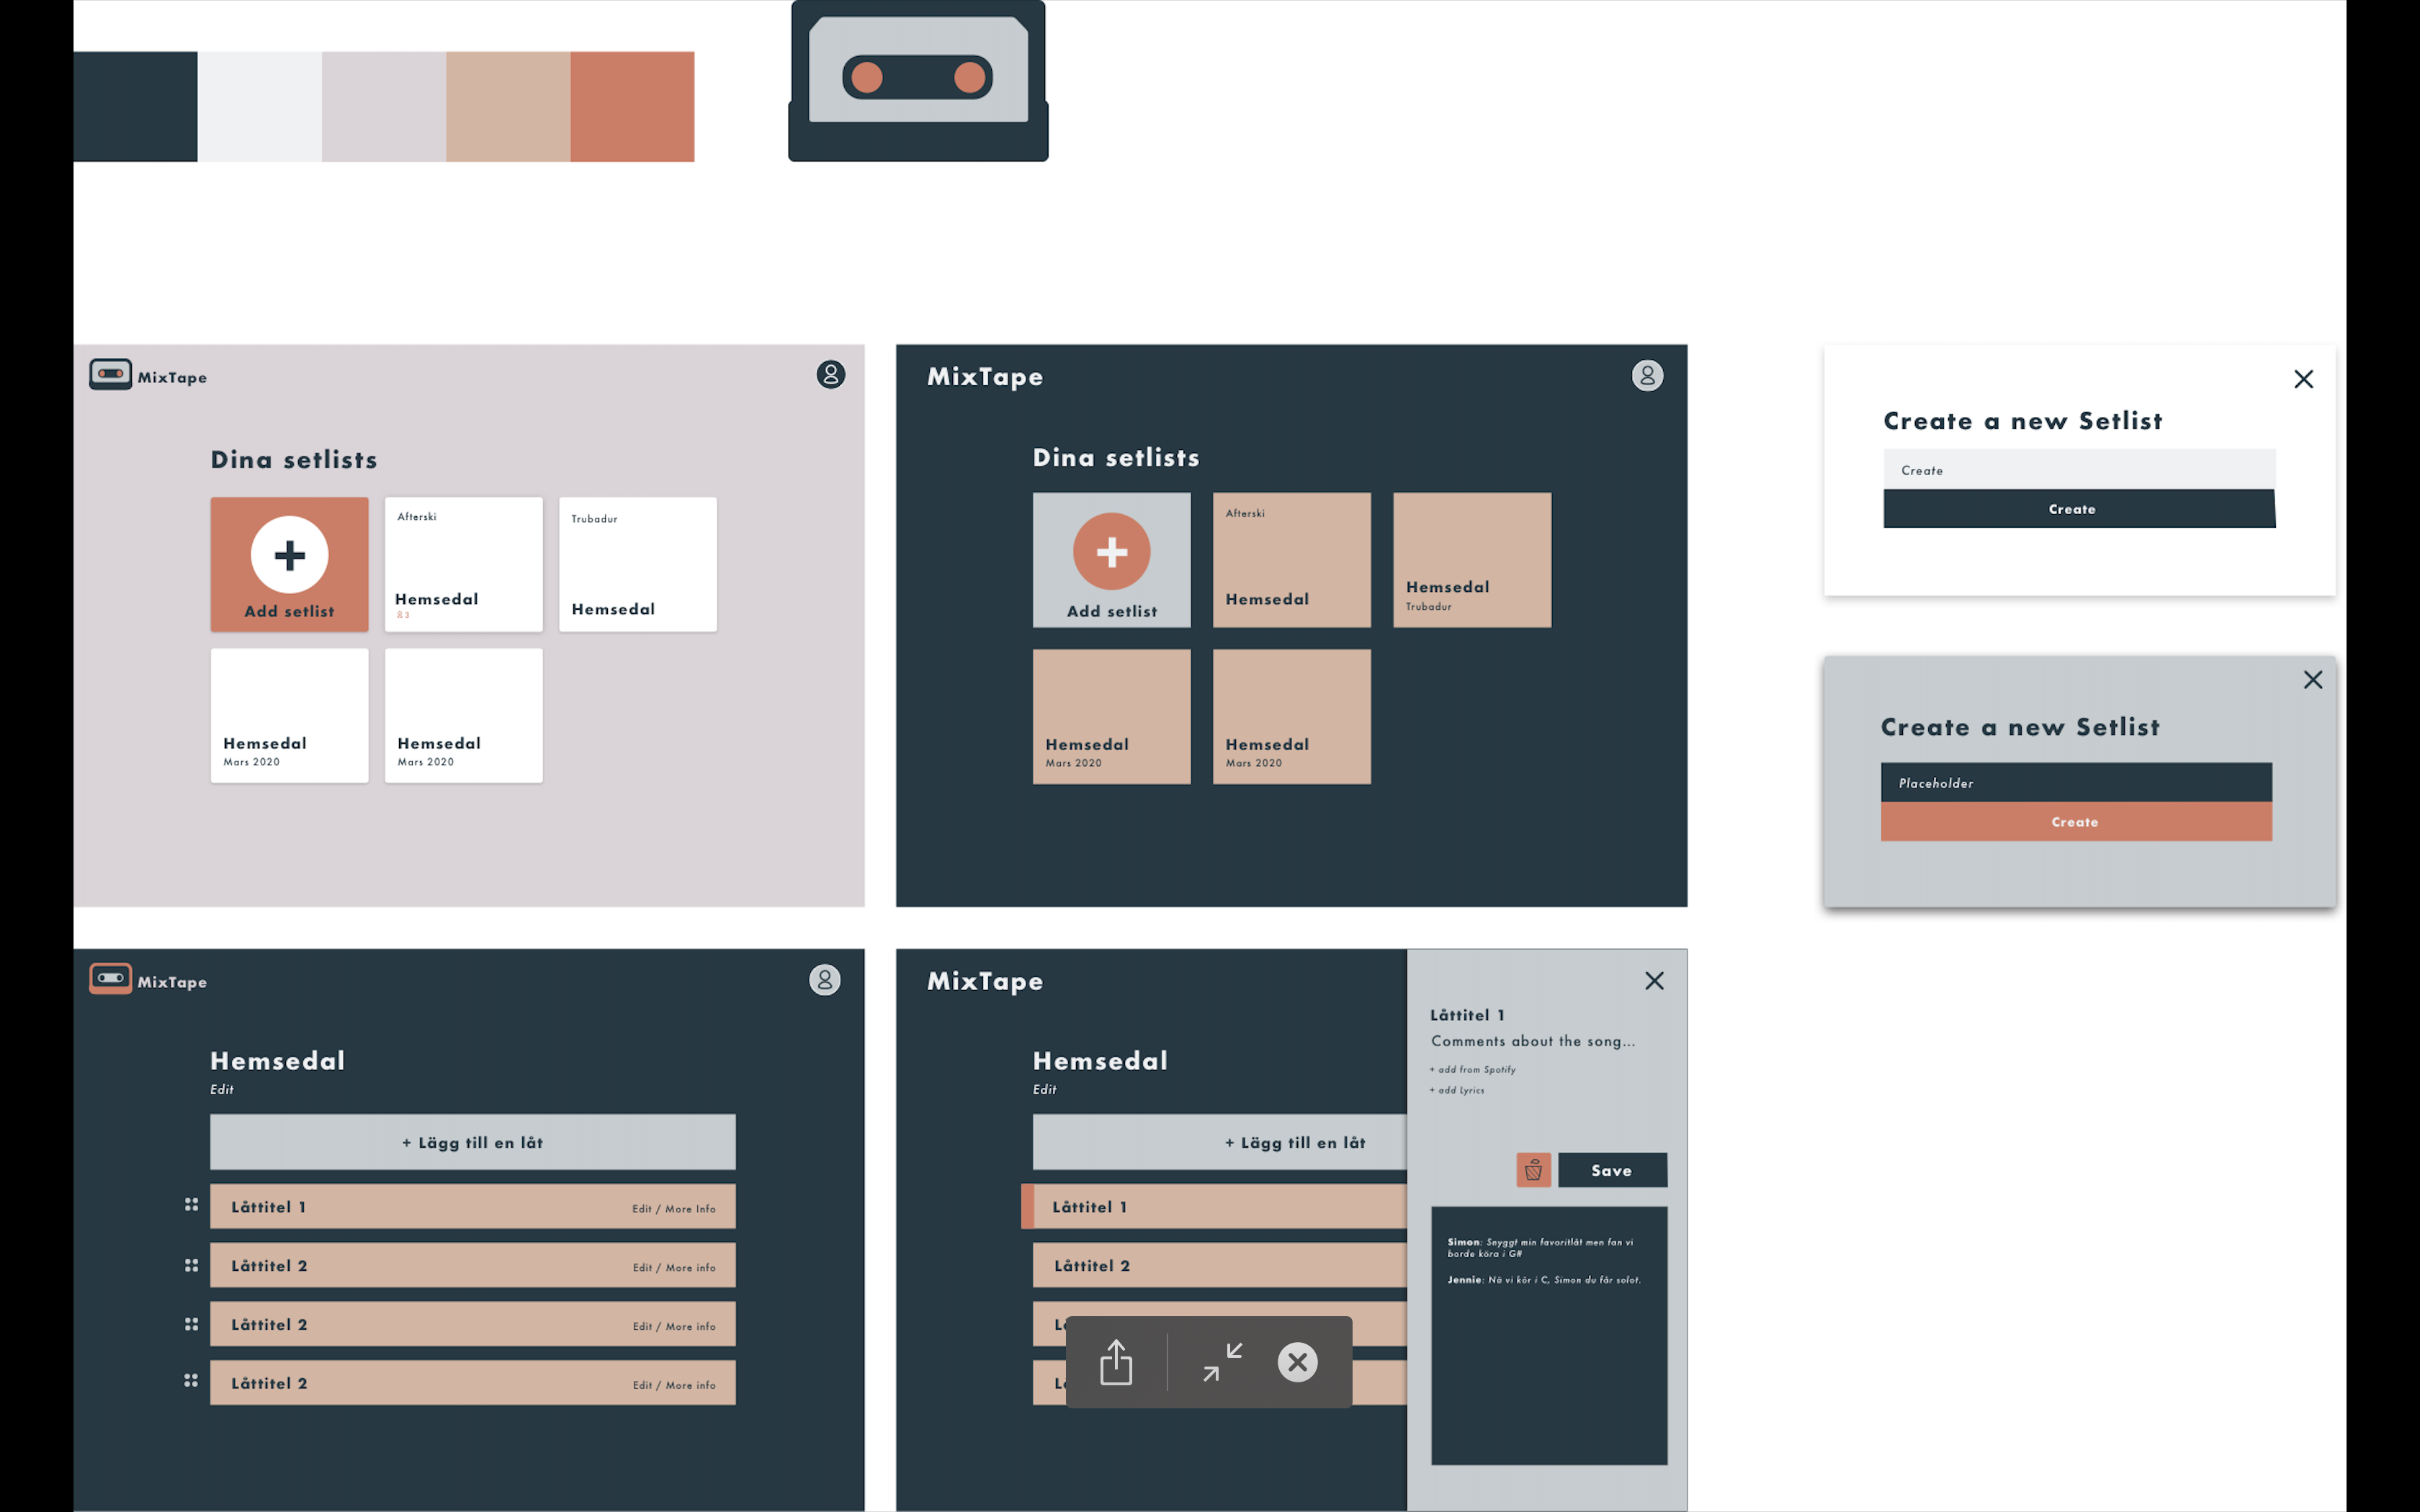 MixTape
Dina setlists
Add setlist
Afterski
Hemsedal
3
Trubadur
Hemsedal
Hemsedal
Mars 2020
Hemsedal
Mars 2020
MixTape
Dina setlists
Add setlist
Afterski
Hemsedal
Hemsedal
Trubadur
Hemsedal
Mars 2020
Hemsedal
Mars 2020
Create a new Setlist
Create
Create
Create a new Setlist
Placeholder
Create
MixTape
Hemsedal
Edit
+ Lägg till en låt
Låttitel 1
Edit / More Info
Låttitel 2
Edit / More info
Låttitel 2
Edit / More info
Låttitel 2
Edit / More info
MixTape
Hemsedal
Edit
+ Lägg till en låt
Låttitel 1
Låttitel 2
Låttitel 1
Comments about the song...
+ add from Spotify
+ add Lyrics
Save
Simon: Snyggt min favoritlåt men fan vi
borde köra i G#
Jennie: Nä vi kör i C, Simon du får solot.